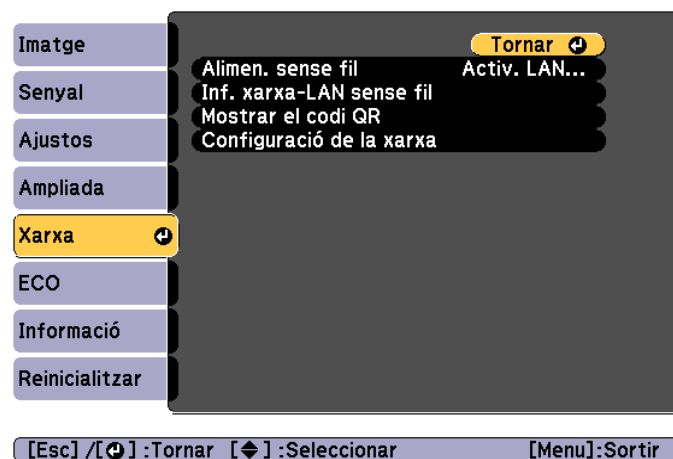 Imatge
Senyal
Ajustos
Ampliada
Xarxa
ECO
Informació
Reinicialitzar
Tornar
Alimen. sense fil Activ. LAN...
Inf. xarxa-LAN sense fil
Mostrar el codi QR
Configuració de la xarxa
[Esc] /[⏎] :Tornar [◆] :Seleccionar [Menu]:Sortir